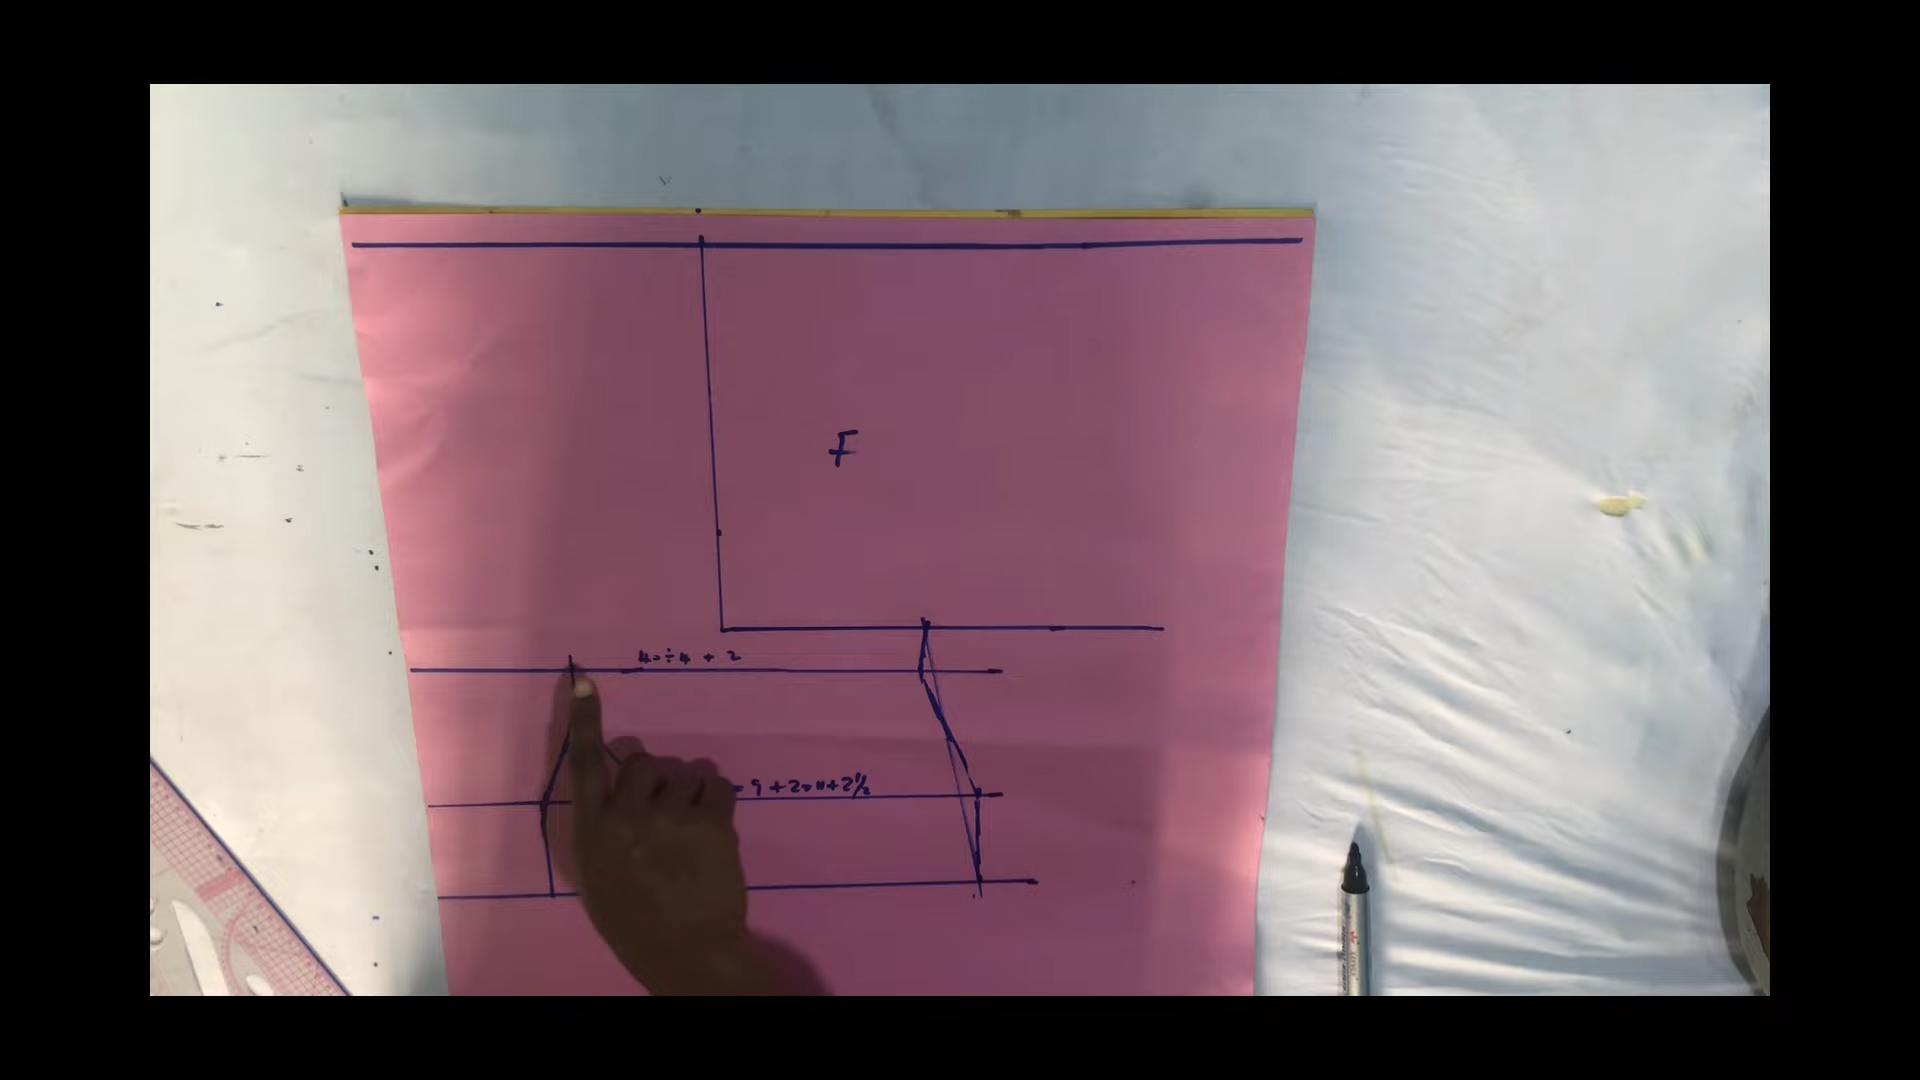 F
40÷4 + 2
= 9 +2=11+2½